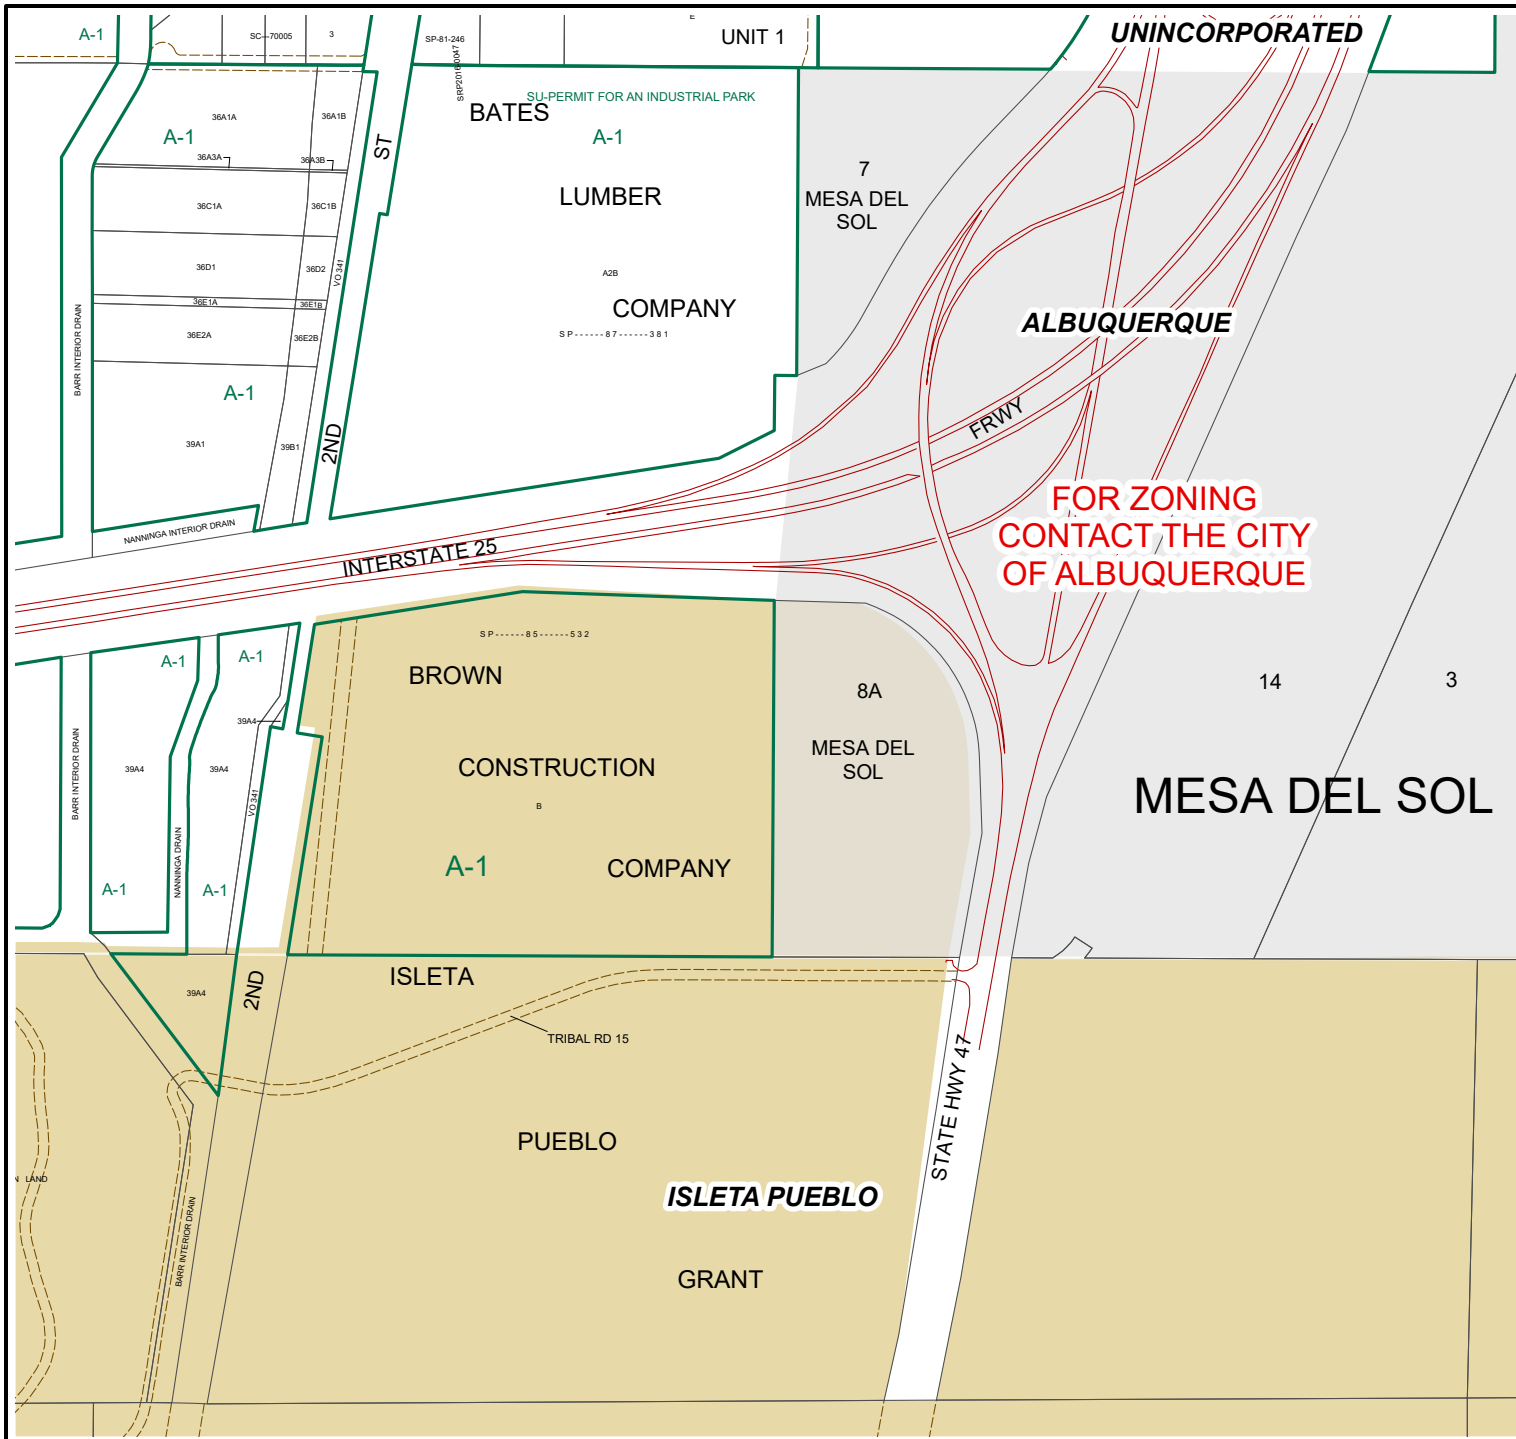 A-1
SC---70005
3
SP-81-246
SRP2016-0047
E
UNIT 1
UNINCORPORATED
SU-PERMIT FOR AN INDUSTRIAL PARK
BATES
A-1
LUMBER
A2B
COMPANY
SP------87------381
36A1A
36A1B
A-1
36A3A
36A3B
ST
36C1A
36C1B
36D1
36D2
VO 341
36E1A
36E1B
36E2A
36E2B
BARR INTERIOR DRAIN
A-1
39A1
39B1
2ND
NANNINGA INTERIOR DRAIN
INTERSTATE 25
FRWY
7
MESA DEL
SOL
ALBUQUERQUE
FOR ZONING
CONTACT THE CITY
OF ALBUQUERQUE
14
3
MESA DEL SOL
8A
MESA DEL
SOL
SP------85------532
BROWN
CONSTRUCTION
B
A-1
COMPANY
A-1
A-1
39A4
39A4
39A4
VO 341
BARR INTERIOR DRAIN
NANNINGA DRAIN
A-1
A-1
39A4
2ND
ISLETA
TRIBAL RD 15
PUEBLO
ISLETA PUEBLO
GRANT
STATE HWY 47
BARR INTERIOR DRAIN
LAND